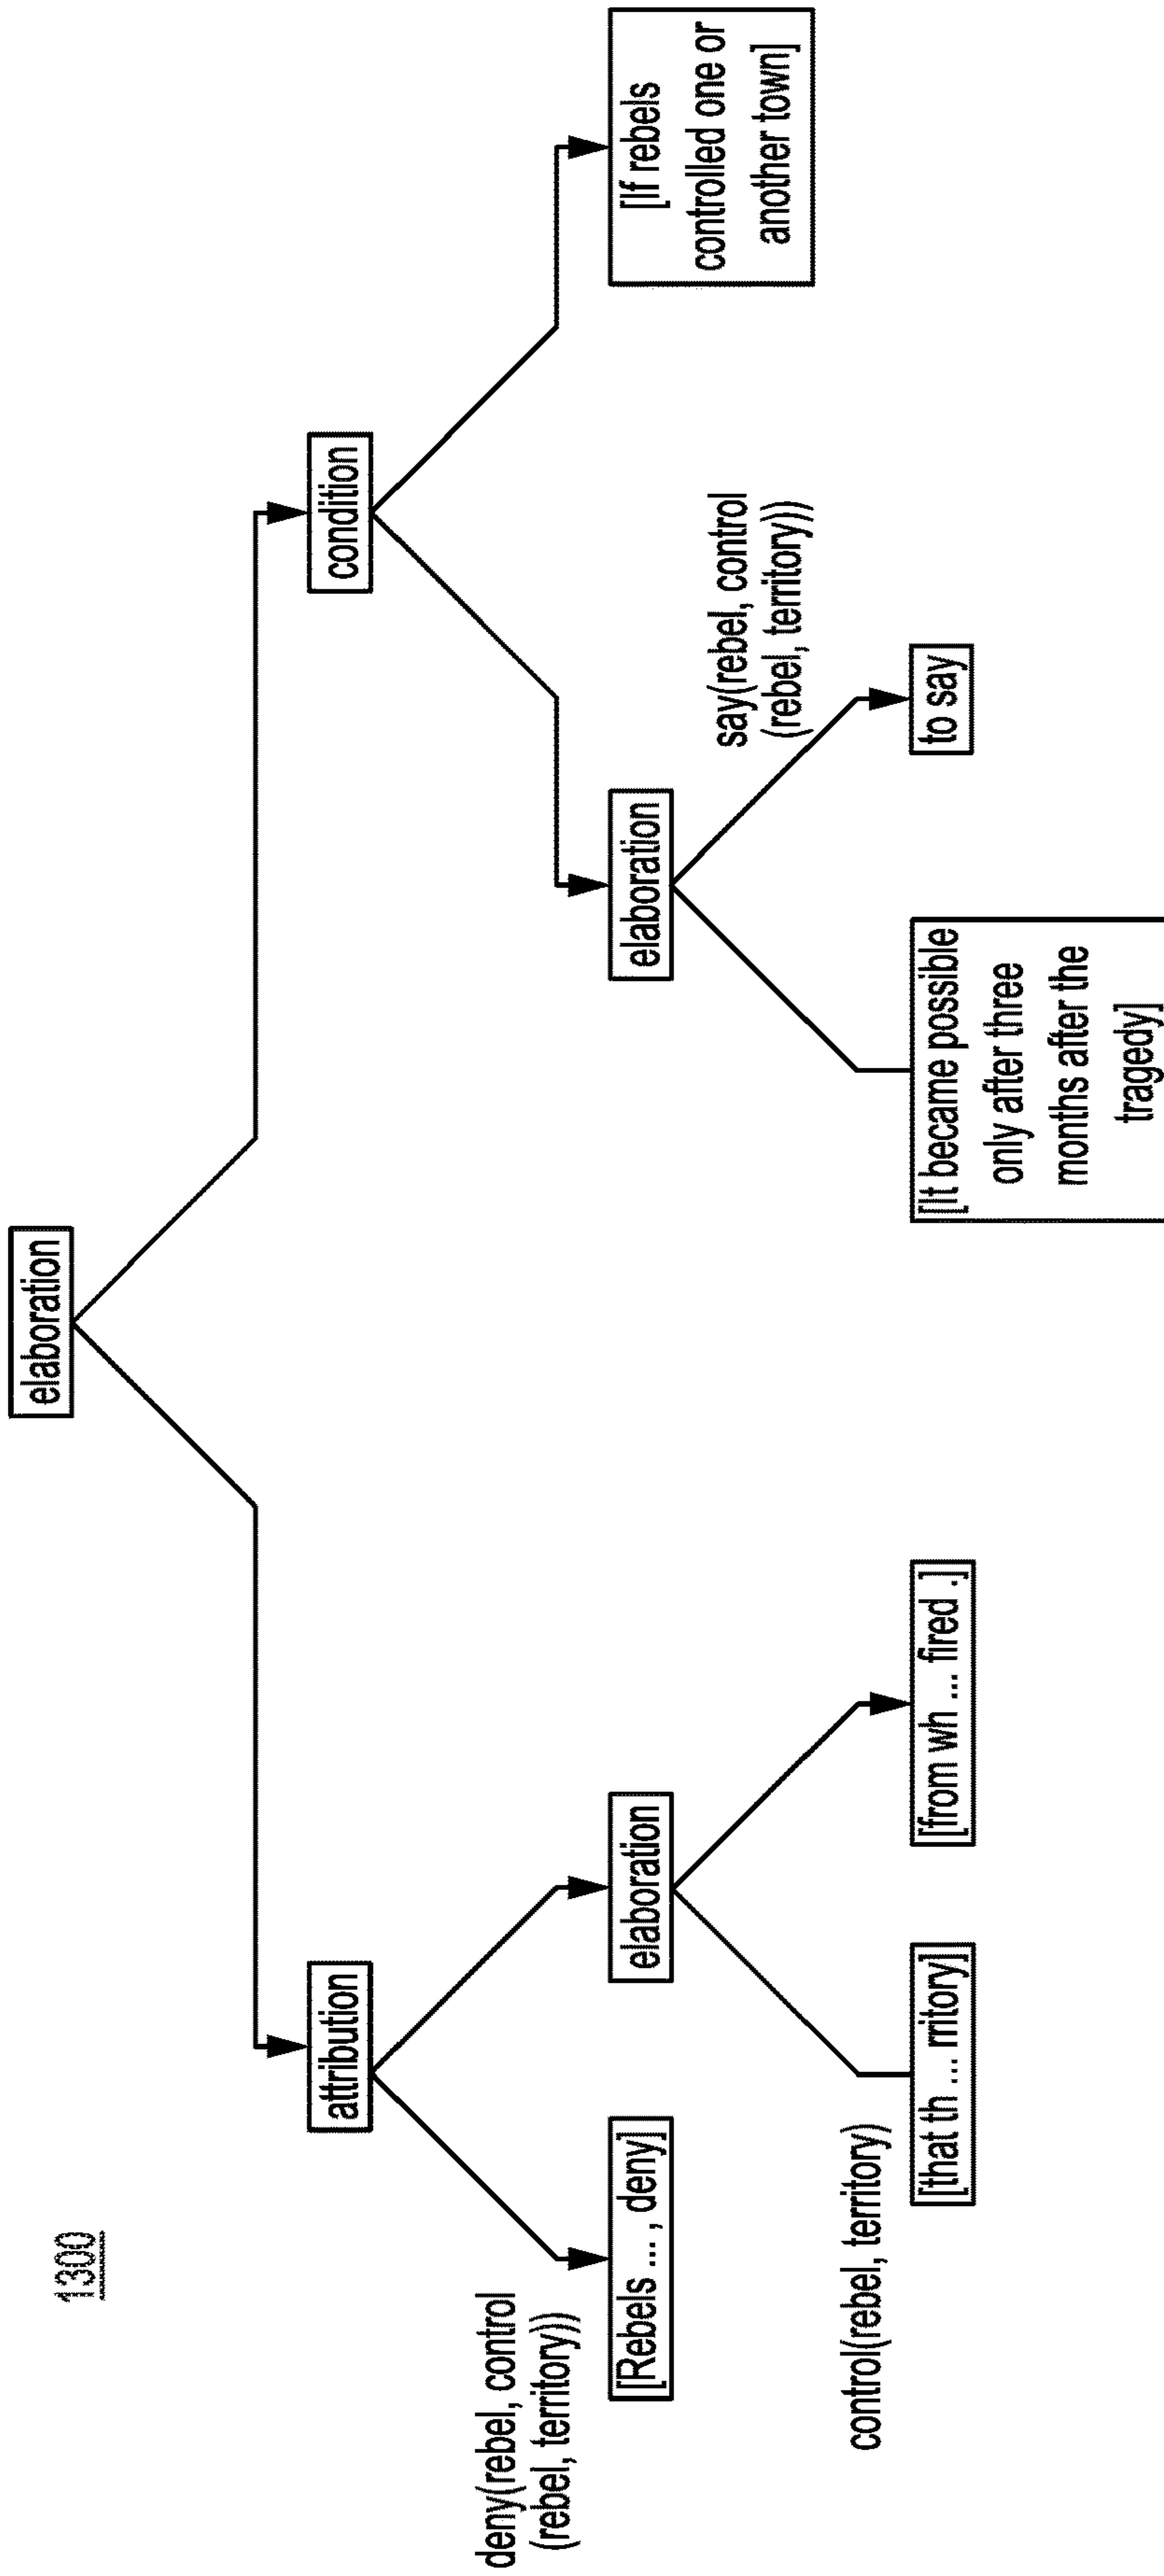 1300
elaboration
attribution
condition
deny(rebel, control
(rebel, territory))
[Rebels ... , deny]
elaboration
elaboration
[If rebels
controlled one or
another town]
control(rebel, territory)
[that th ... rritory]
[from wh ... fired .]
say(rebel, control
(rebel, territory)))
[It became possible
only after three
months after the
tragedy]
to say